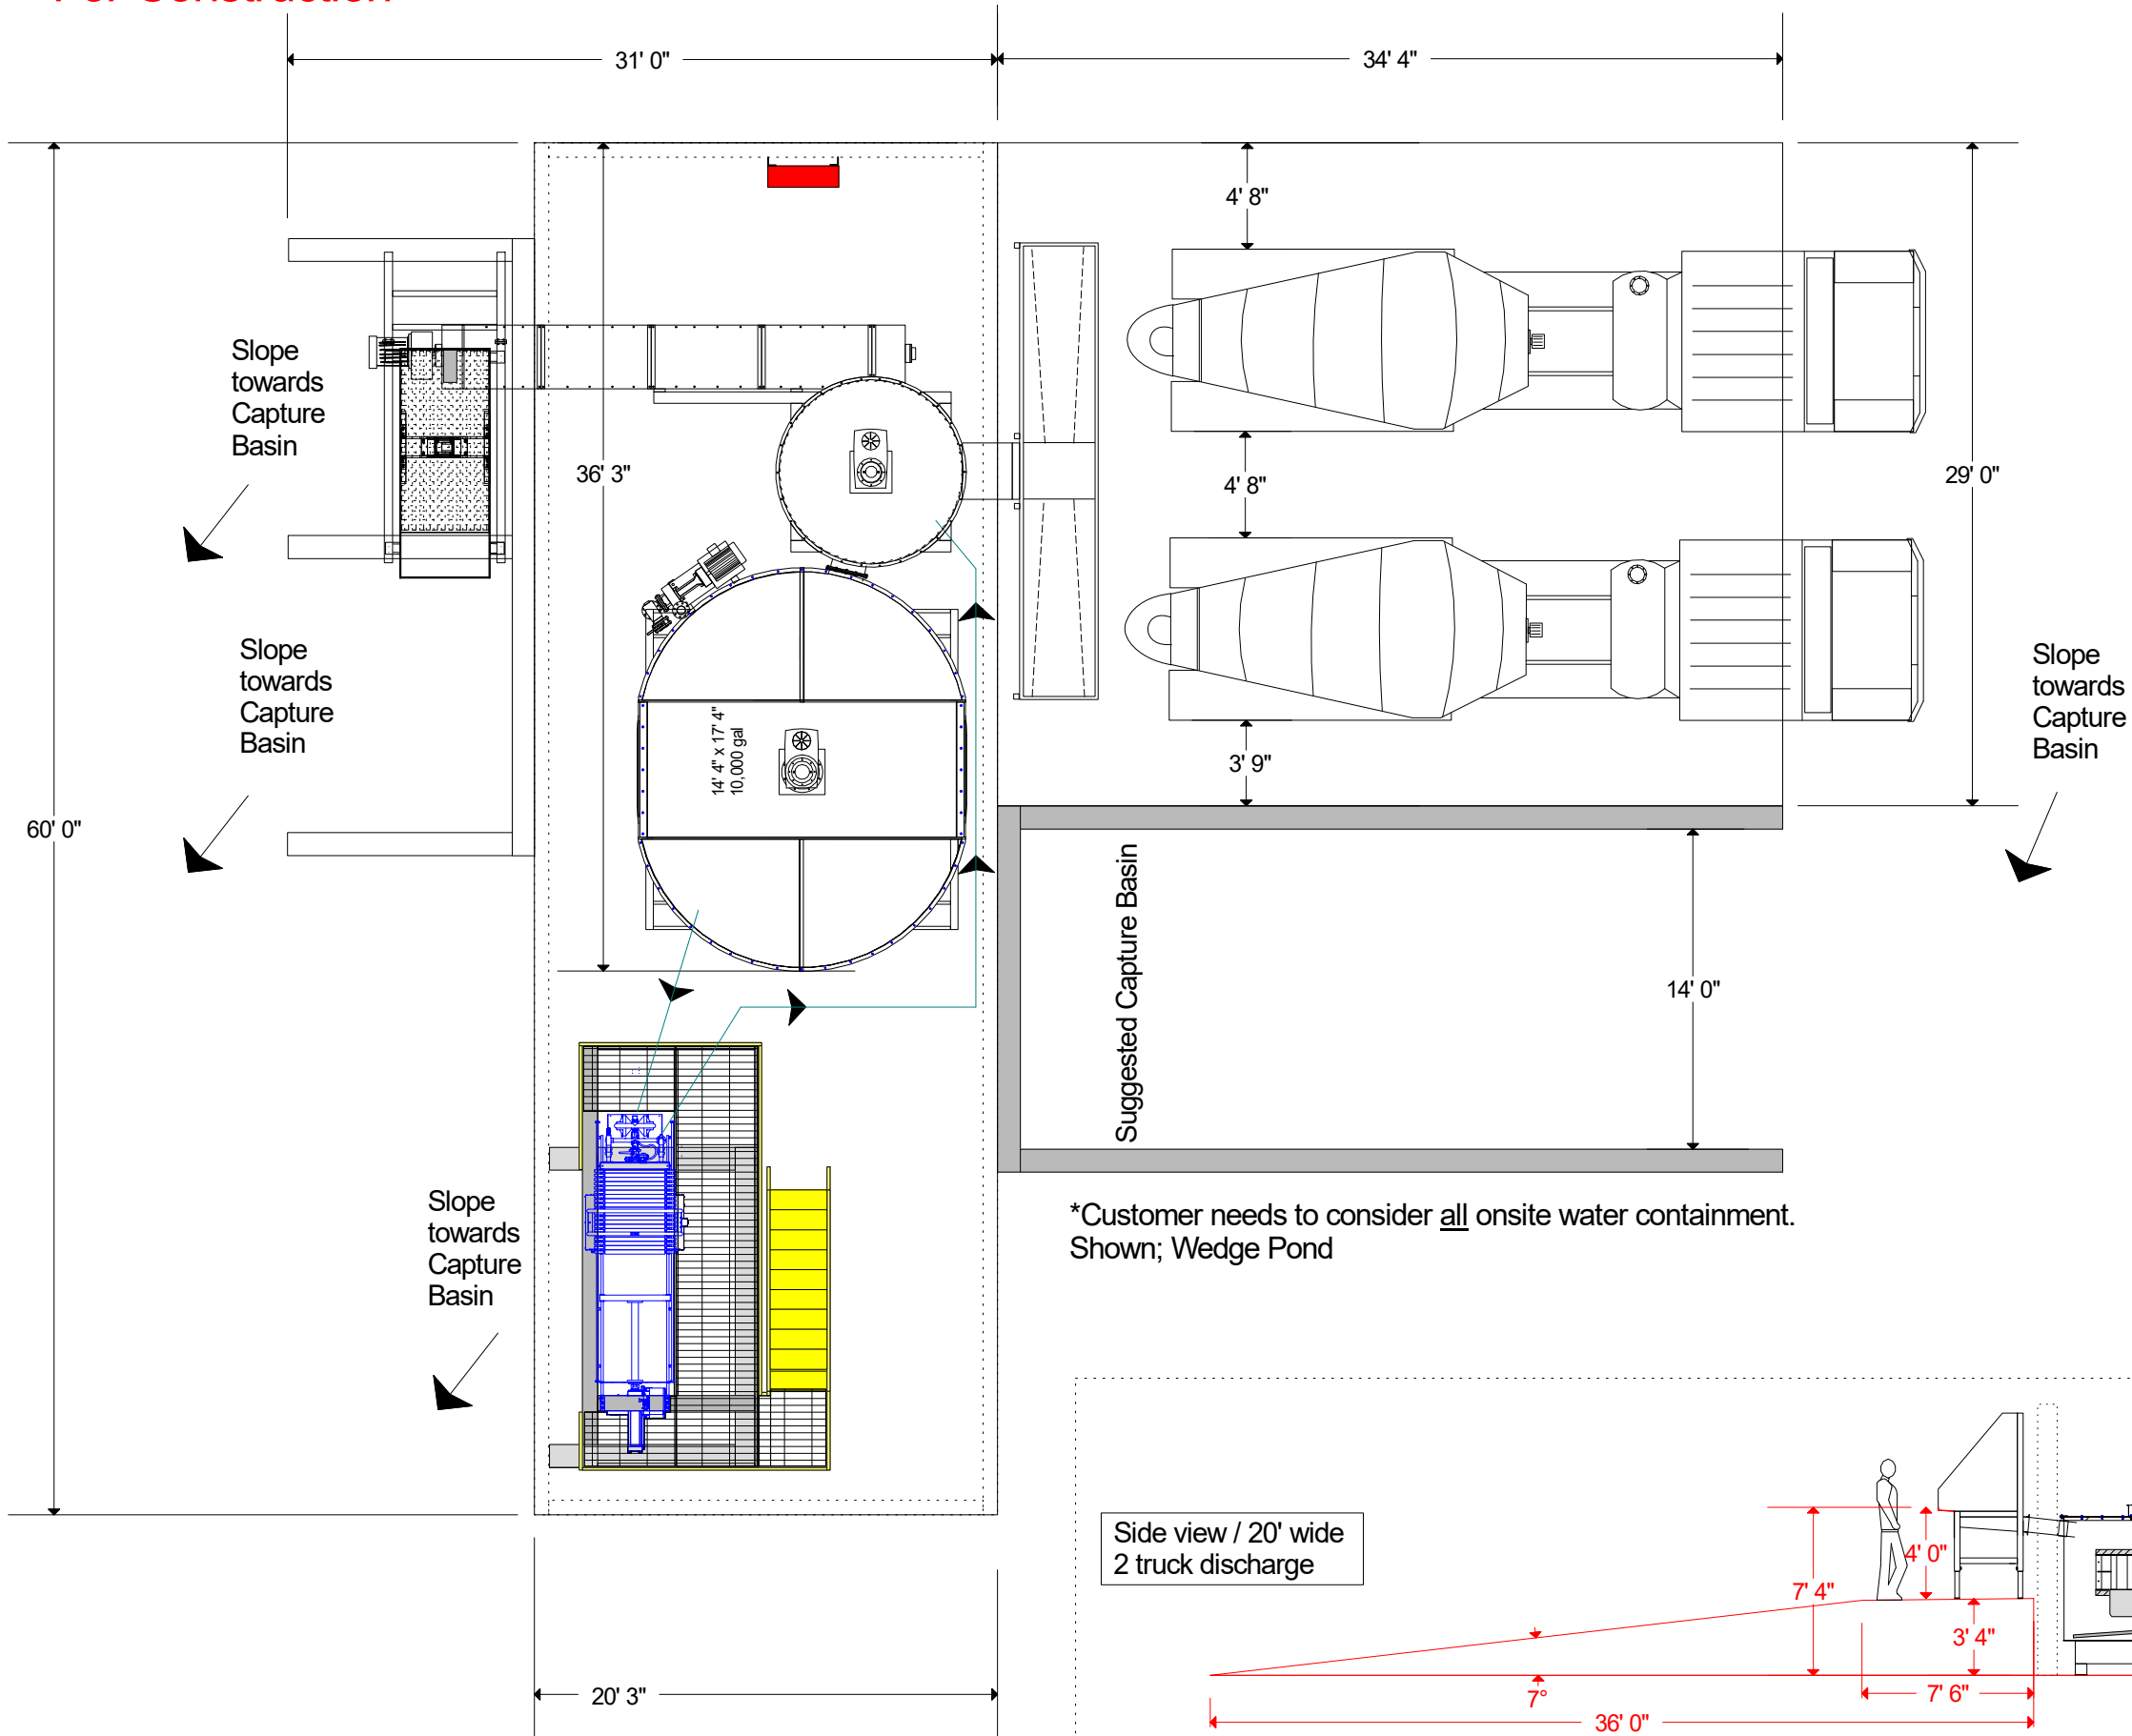 31' 0"
34' 4"
4' 8"
Slope
towards
Capture
Basin
36' 3"
4' 8"
29' 0"
Slope
towards
Capture
Basin
Slope
towards
Capture
Basin
14' 4" x 17' 4"
10,000 gal
3' 9"
60' 0"
Suggested Capture Basin
14' 0"
Slope
towards
Capture
Basin
*Customer needs to consider all onsite water containment.
Shown; Wedge Pond
Side view / 20' wide
2 truck discharge
4' 0"
7' 4"
3' 4"
7°
7' 6"
20' 3"
36' 0"